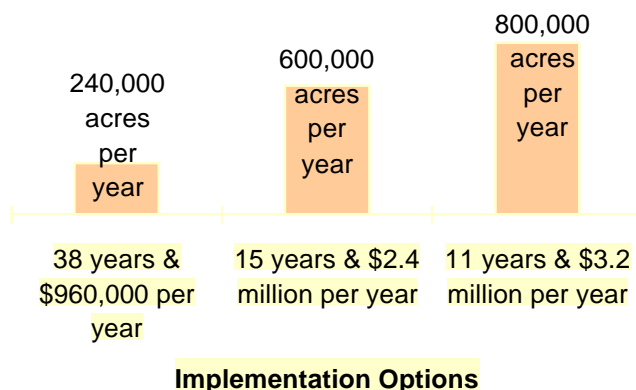 240,000
acres
per
year
600,000
acres
per
year
800,000
acres
per
year
38 years &
$960,000 per
year
15 years & $2.4
million per year
11 years & $3.2
million per year
Implementation Options